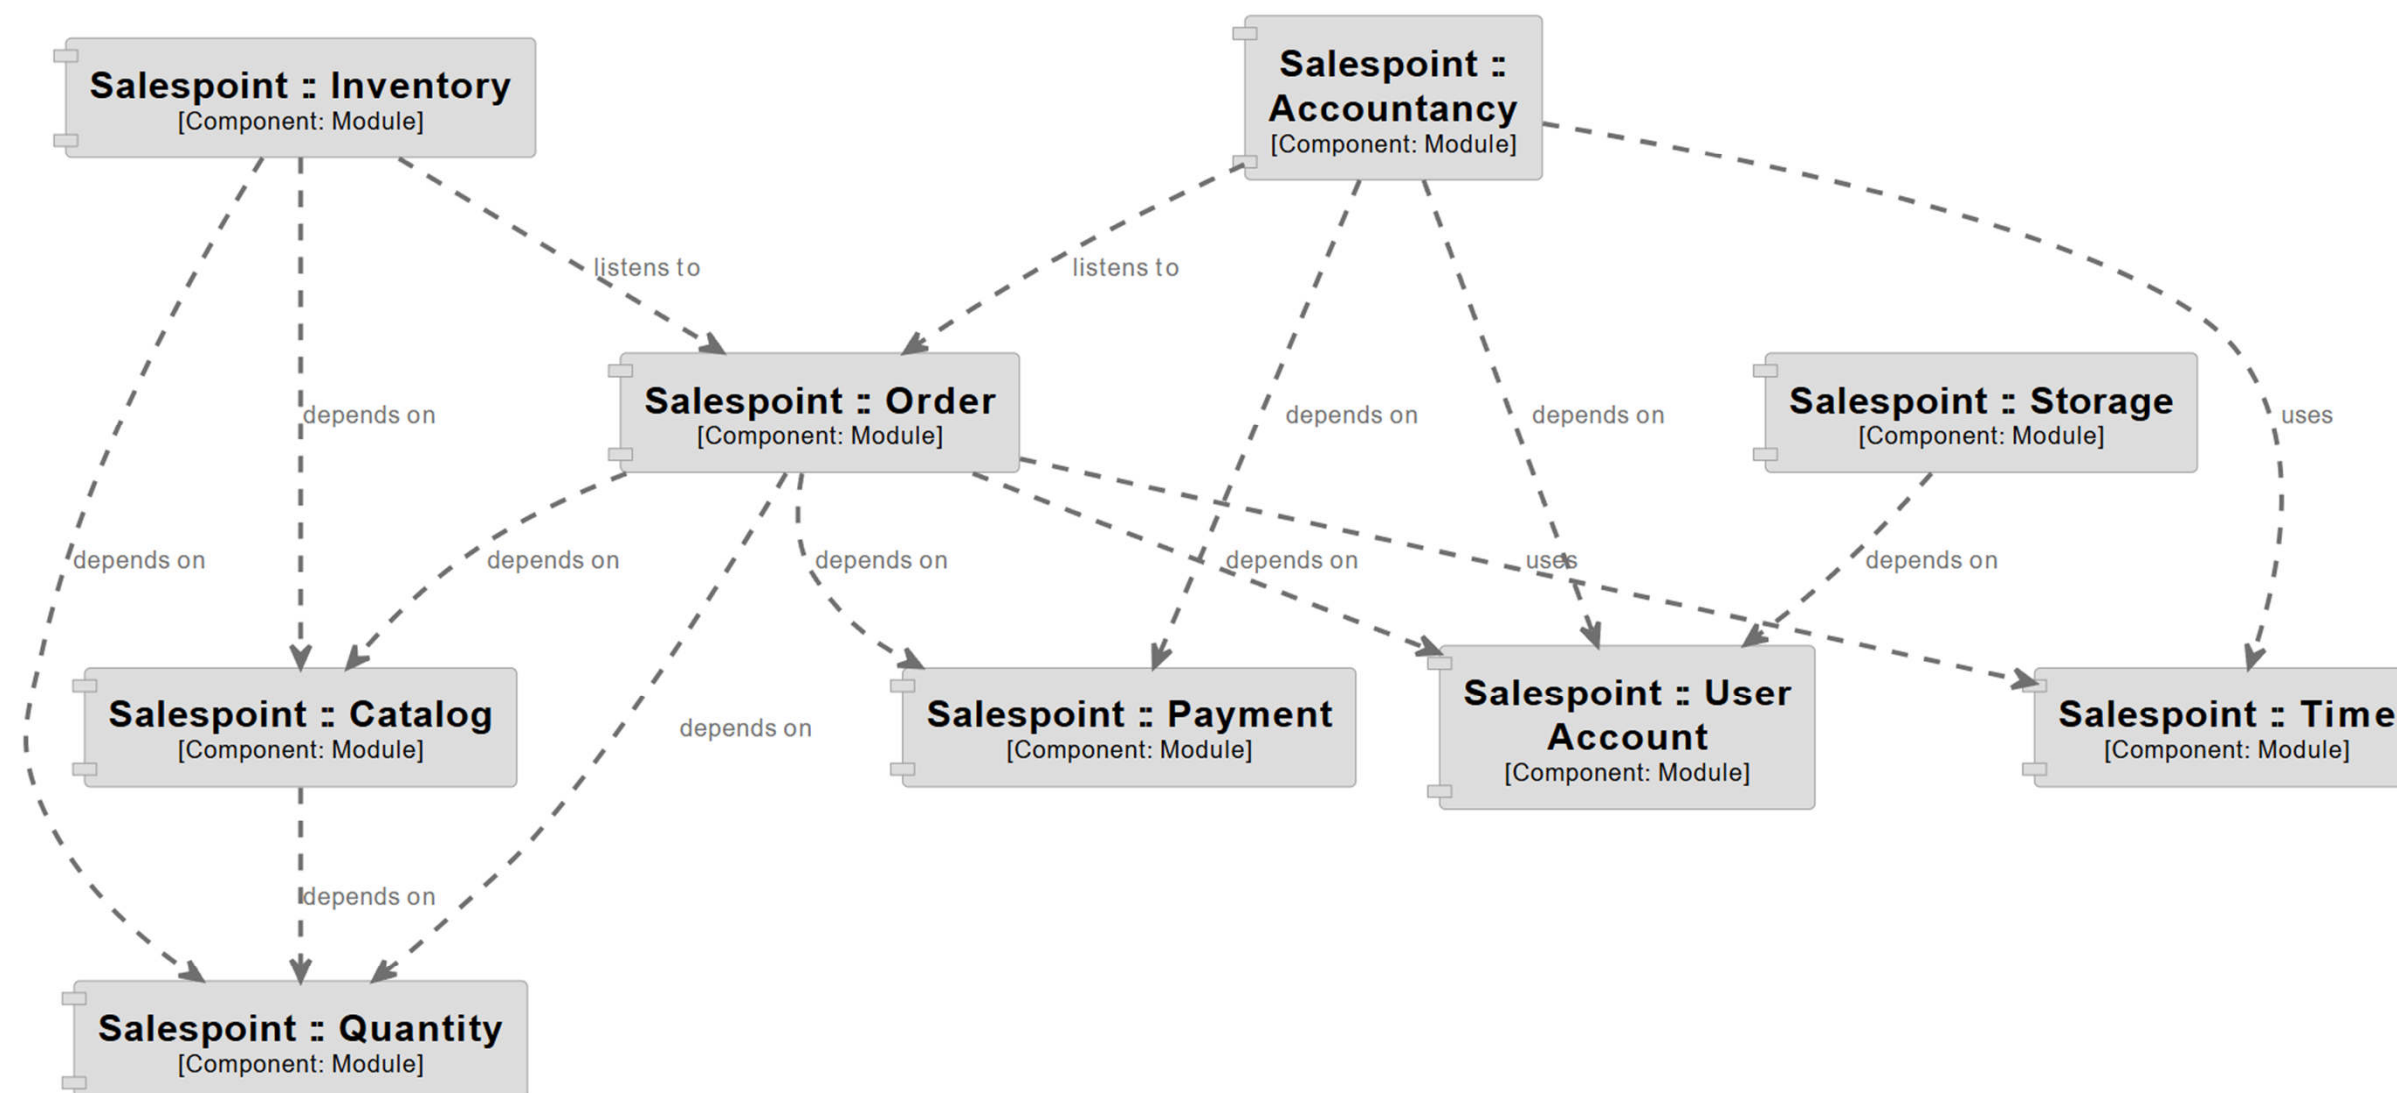 Salespoint :: Inventory
[Component: Module]
Salespoint ::
Accountancy
[Component: Module]
listens to
listens to
Salespoint :: Order
[Component: Module]
Salespoint :: Storage
[Component: Module]
depends on
depends on
depends on
uses
depends on
depends on
depends on
depends on
uses
depends on
Salespoint :: Catalog
[Component: Module]
depends on
Salespoint :: Payment
[Component: Module]
Salespoint :: User
Account
[Component: Module]
Salespoint :: Time
[Component: Module]
depends on
Salespoint :: Quantity
[Component: Module]